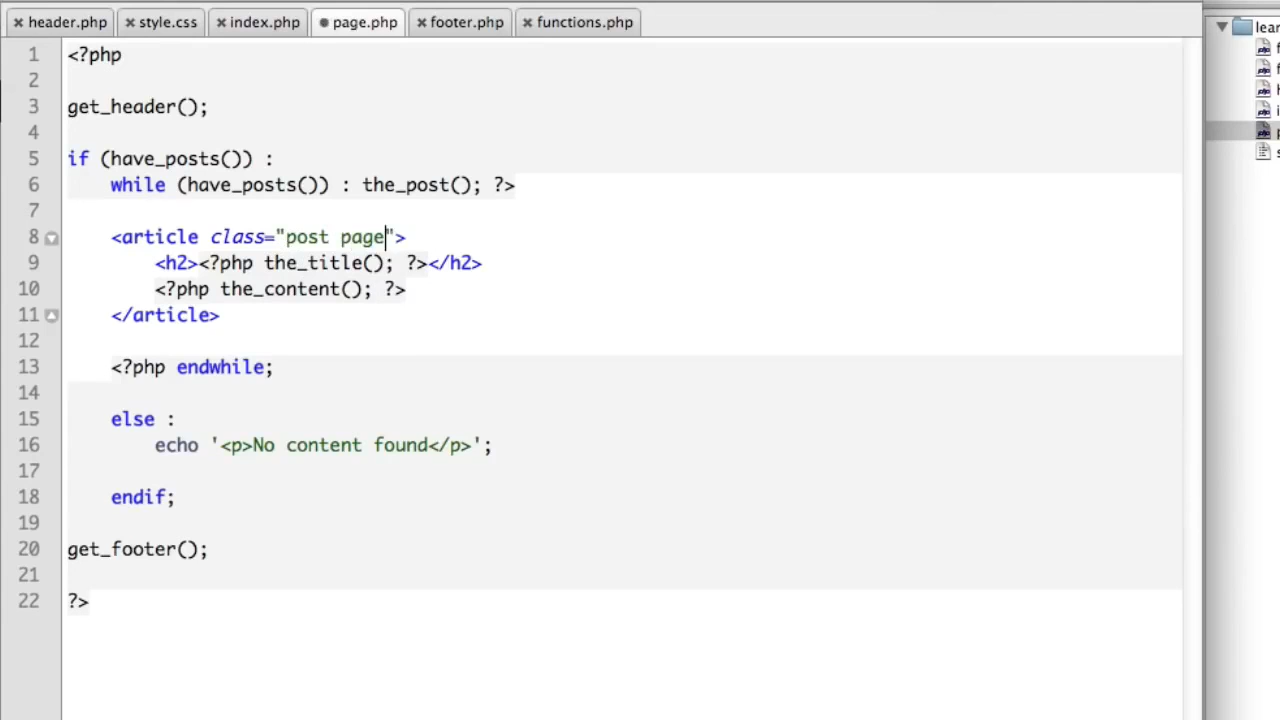 header.php style.css index.php page.php footer.php functions.php
lear
1 <?php
2
3 get_header();
4
5 if (have_posts()) :
6 while (have_posts()) : the_post(); ?>
7
8 <article class="post page">
9 <h2><?php the_title(); ?></h2>
10 <?php the_content(); ?>
11 </article>
12
13 <?php endwhile;
14
15 else :
16 echo '<p>No content found</p>';
17
18 endif;
19
20 get_footer();
21
22 ?>